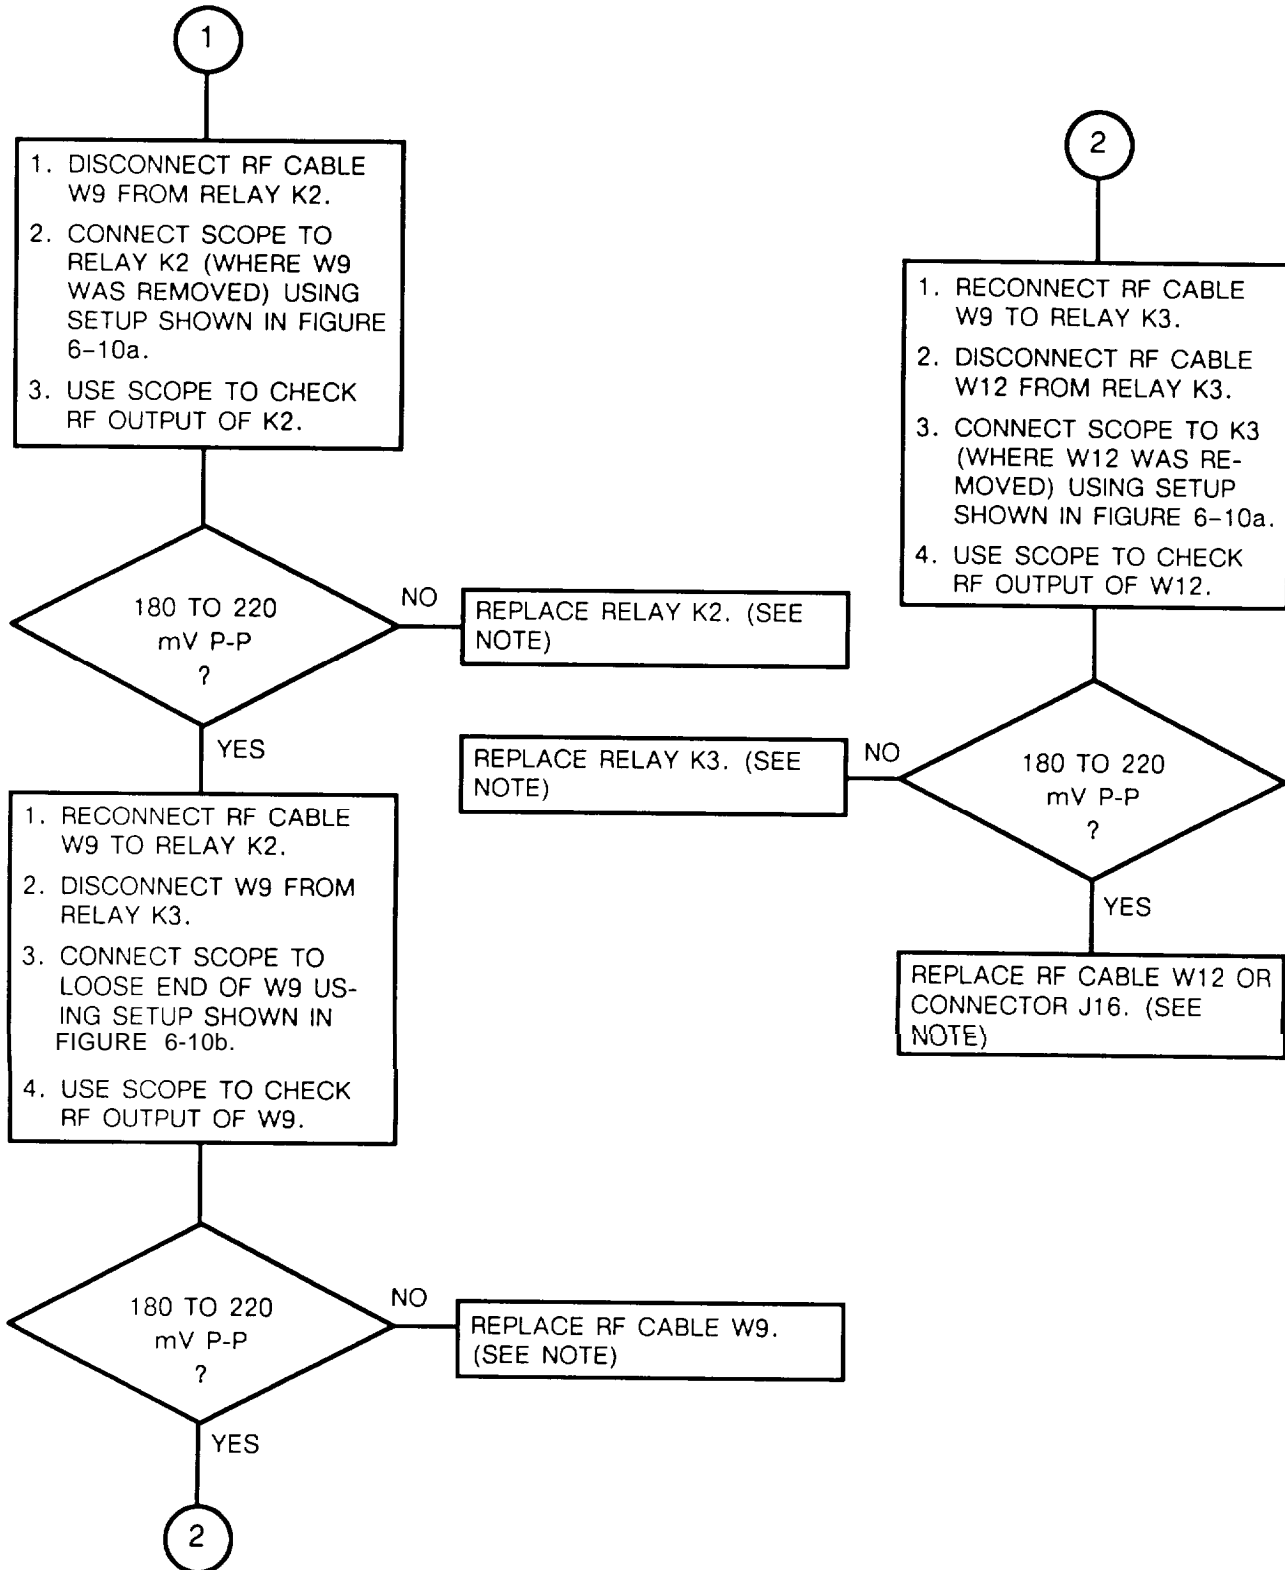 1
1. DISCONNECT RF CABLE
W9 FROM RELAY K2.
2. CONNECT SCOPE TO
RELAY K2 (WHERE W9
WAS REMOVED) USING
SETUP SHOWN IN FIGURE
6-10a.
3. USE SCOPE TO CHECK
RF OUTPUT OF K2.
180 TO 220
mV P-P
?
NO
REPLACE RELAY K2. (SEE
NOTE)
YES
1. RECONNECT RF CABLE
W9 TO RELAY K2.
2. DISCONNECT W9 FROM
RELAY K3.
3. CONNECT SCOPE TO
LOOSE END OF W9 US-
ING SETUP SHOWN IN
FIGURE 6-10b.
4. USE SCOPE TO CHECK
RF OUTPUT OF W9.
180 TO 220
mV P-P
?
NO
REPLACE RF CABLE W9.
(SEE NOTE)
YES
2
2
1. RECONNECT RF CABLE
W9 TO RELAY K3.
2. DISCONNECT RF CABLE
W12 FROM RELAY K3.
3. CONNECT SCOPE TO K3
(WHERE W12 WAS RE-
MOVED) USING SETUP
SHOWN IN FIGURE 6-10a.
4. USE SCOPE TO CHECK
RF OUTPUT OF W12.
180 TO 220
mV P-P
?
NO
REPLACE RELAY K3. (SEE
NOTE)
YES
REPLACE RF CABLE W12 OR
CONNECTOR J16. (SEE
NOTE)